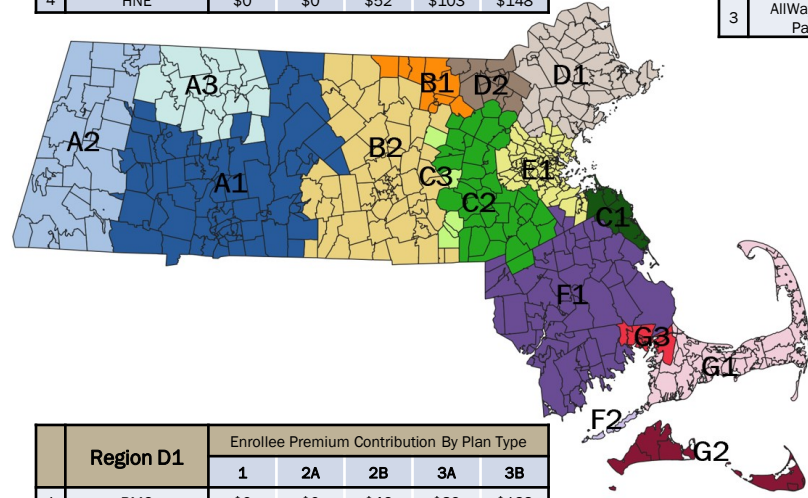 4 HNE $0 $0 $52 $103 $148
3 AllWa
Pa
A3
B1
D2
D1
A2
B2
E1
A1
C3
C2
C1
F1
G3
G1
F2
G2
Region D1
Enrollee Premium Contribution By Plan Type
1 2A 2B 3A 3B